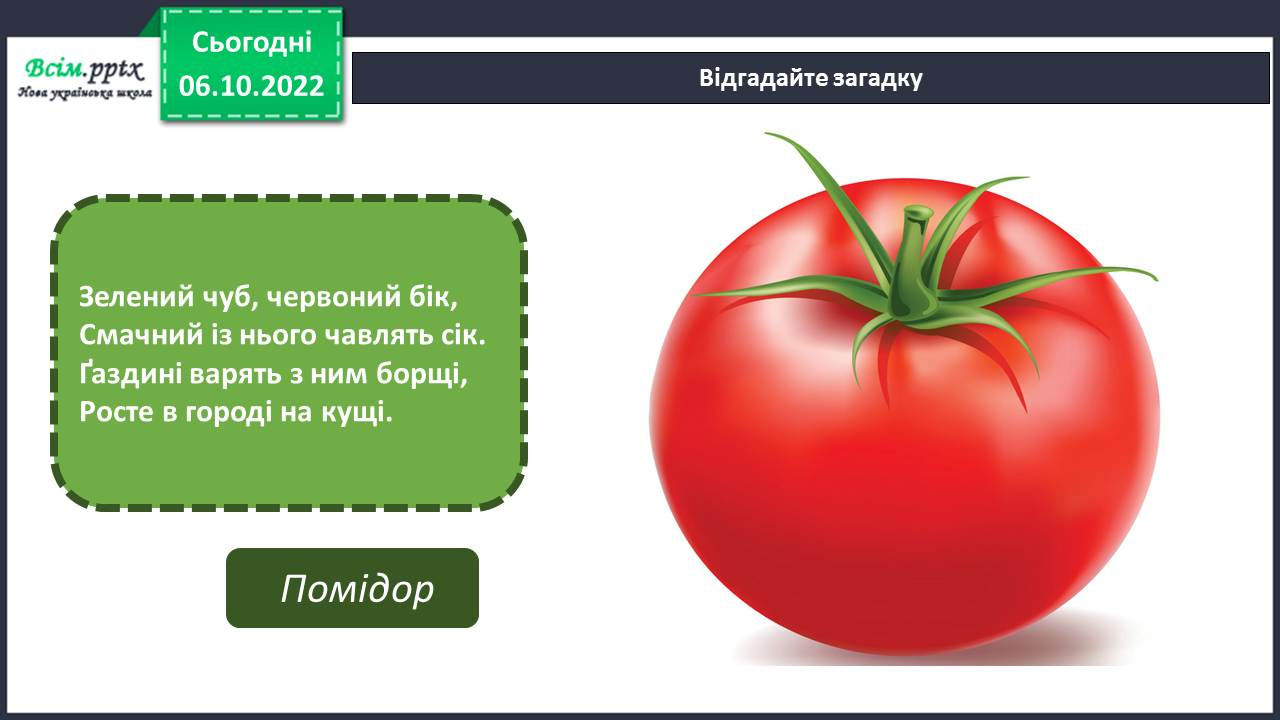 Сьогодні
06.10.2022
Всім.pptx
Нова українська школа
Відгадайте загадку
Зелений чуб, червоний бік,
Смачний із нього чавлять сік.
Ґаздині варять з ним борщі,
Росте в городі на кущі.
Помідор